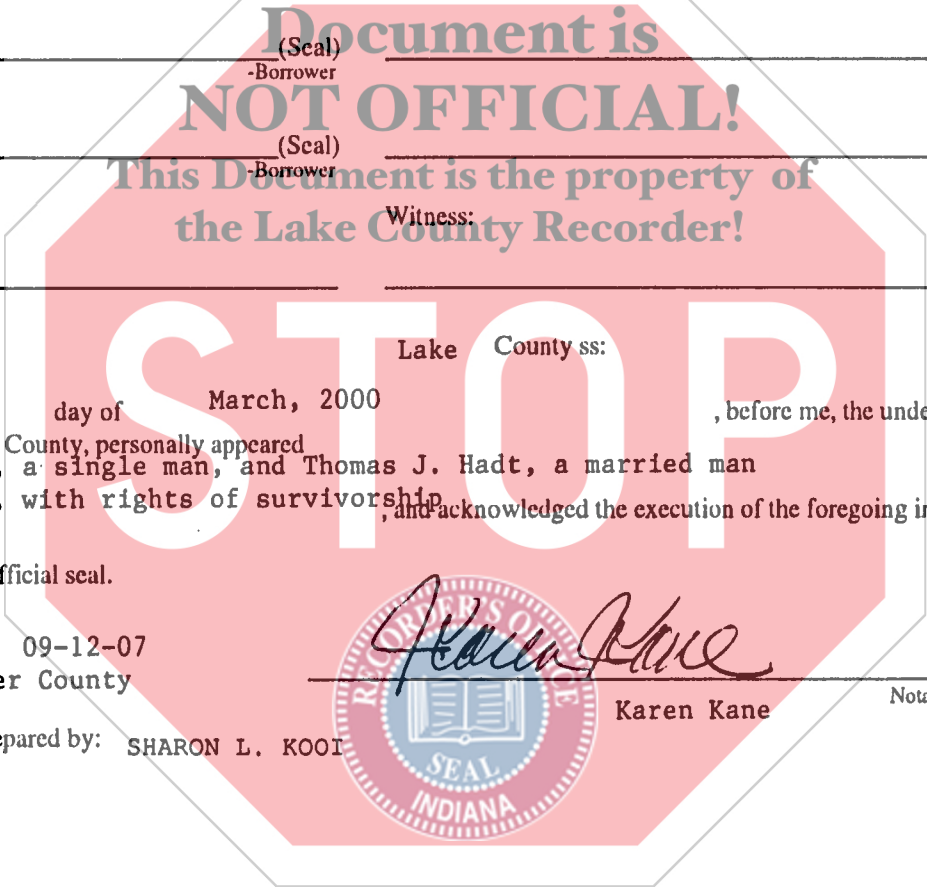 Document is
(Seal)
-Borrower
NOT OFFICIAL!
(Seal)
-Borrower
This Document is the property of
Witness:
the Lake County Recorder!
STOP
Lake County ss:
day of March, 2000 , before me, the unde
County, personally appeared
, a single man, and Thomas J. Hadt, a married man
, with rights of survivorship , and acknowledged the execution of the foregoing in
fficial seal.
RECORDER'S OFFICE
Karen Kane
09-12-07
er County
Karen Kane
Nota
epared by: SHARON L. KOOI
SEAL
INDIANA